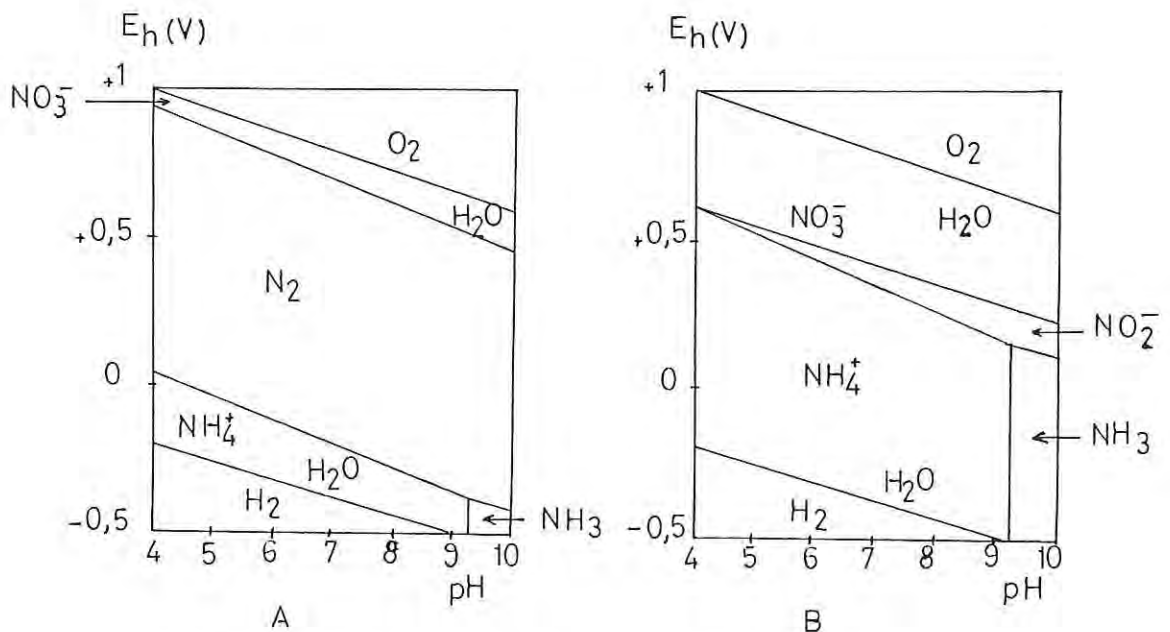 E_h (V)
+1
NO₃⁻
O₂
H₂O
+0,5
N₂
0
NH₄⁺
H₂O
H₂
-0,5
NH₃
4 5 6 7 8 9 10
pH
A
E_h (V)
+1
O₂
NO₃⁻
H₂O
+0,5
NO₂⁻
NH₄⁺
0
NH₃
H₂O
H₂
-0,5
4 5 6 7 8 9 10
pH
B